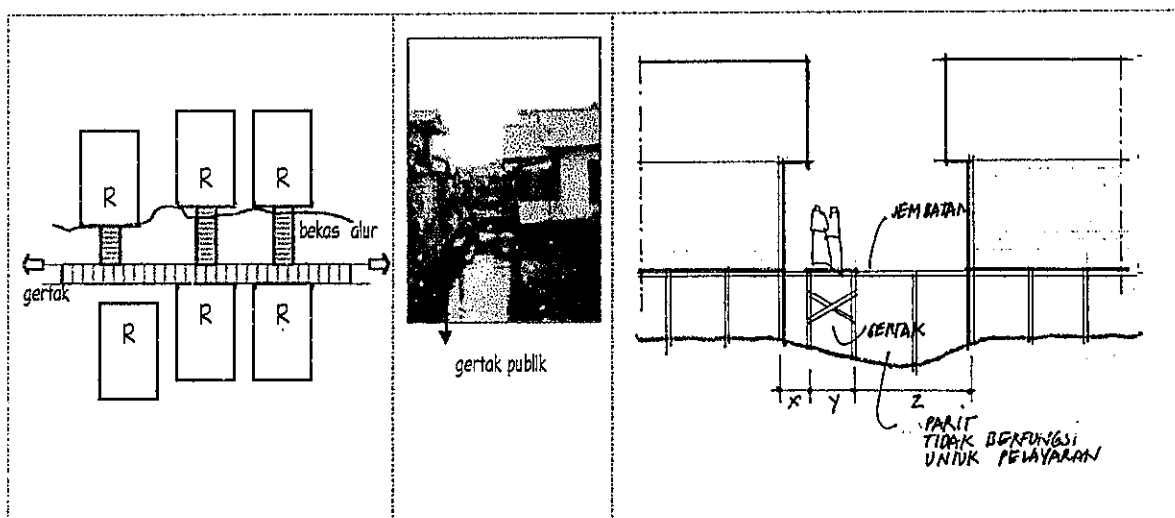 R
R
R
bekas alur
gertak
R
R
R
gertak publik
JEMBATAN
GERTAK
X
Y
Z
PARIT
TIDAK BERFUNGSI
UNTUK PELAYARAN